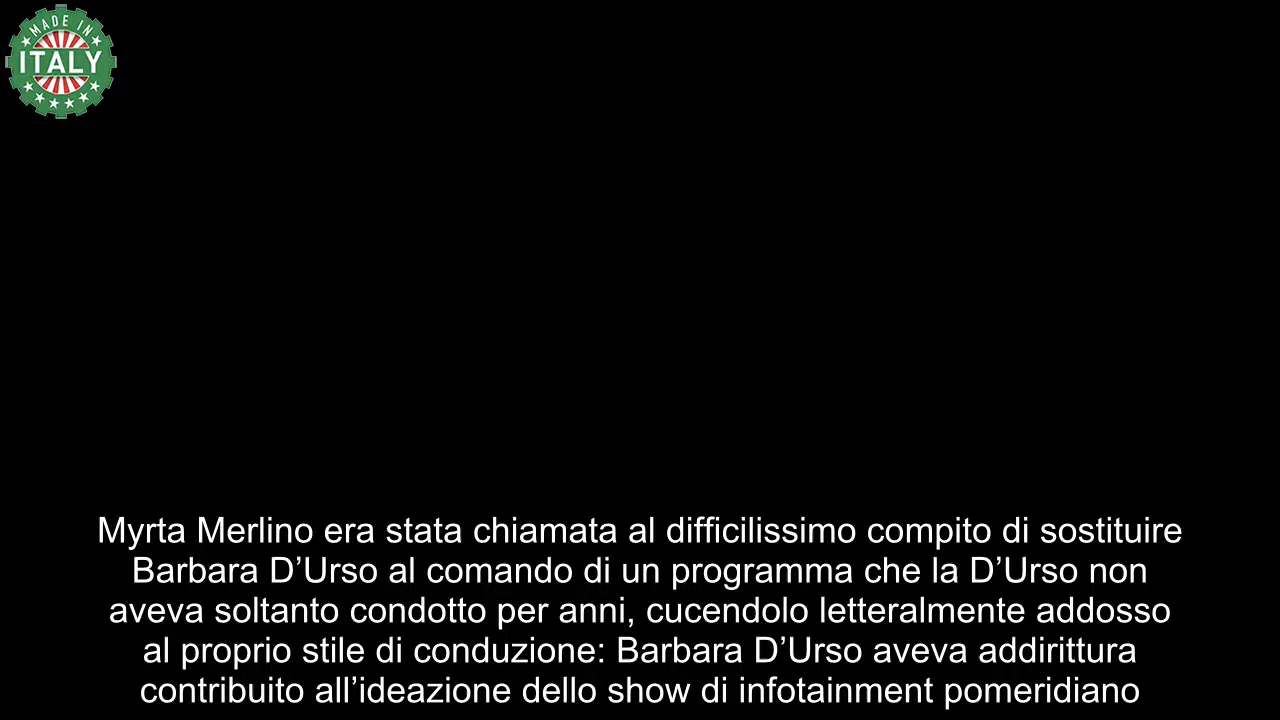 MADE IN
ITALY
Myrta Merlino era stata chiamata al difficilissimo compito di sostituire
Barbara D’Urso al comando di un programma che la D’Urso non
aveva soltanto condotto per anni, cucendolo letteralmente addosso
al proprio stile di conduzione: Barbara D’Urso aveva addirittura
contribuito all’ideazione dello show di infotainment pomeridiano